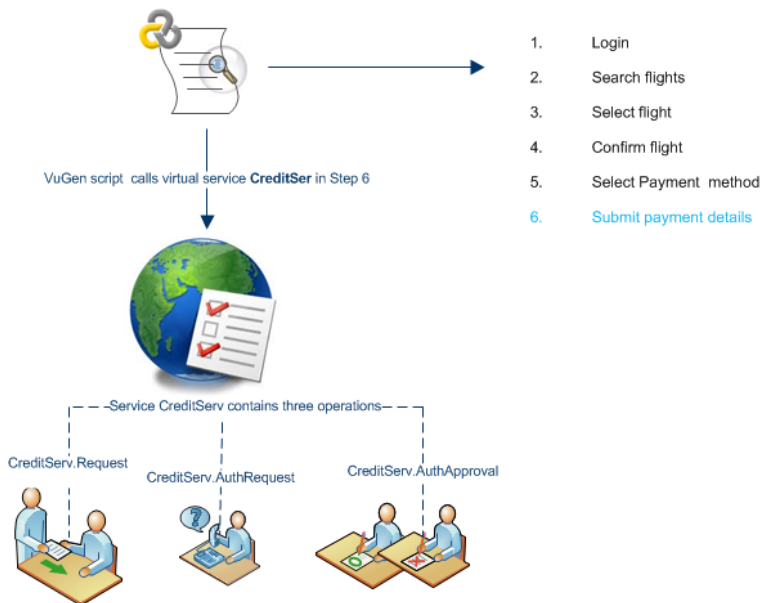 1. Login
2. Search flights
3. Select flight
4. Confirm flight
5. Select Payment method
6. Submit payment details
VuGen script calls virtual service CreditSer in Step 6
Service CreditServ contains three operations
CreditServ.Request
CreditServ.AuthRequest
CreditServ.AuthApproval
?